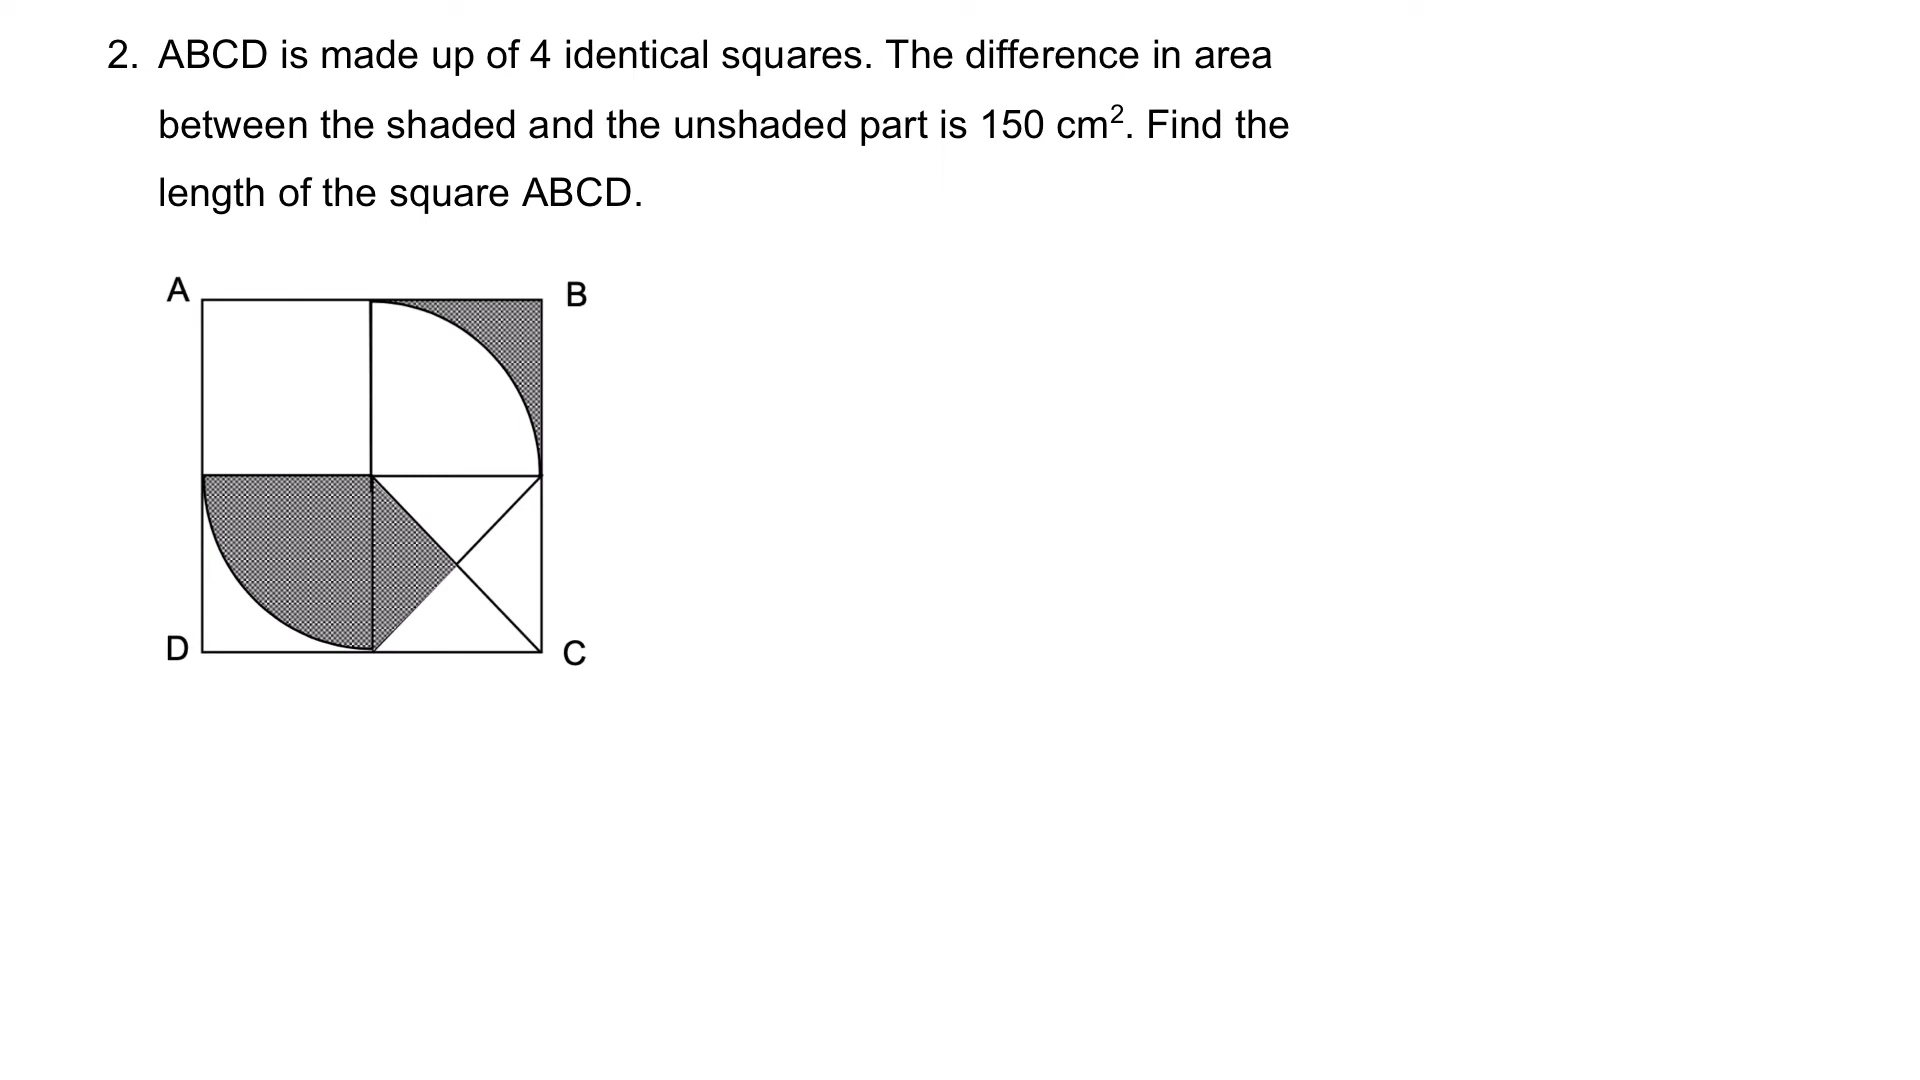 2. ABCD is made up of 4 identical squares. The difference in area
between the shaded and the unshaded part is 150 cm². Find the
length of the square ABCD.
A
B
D
C